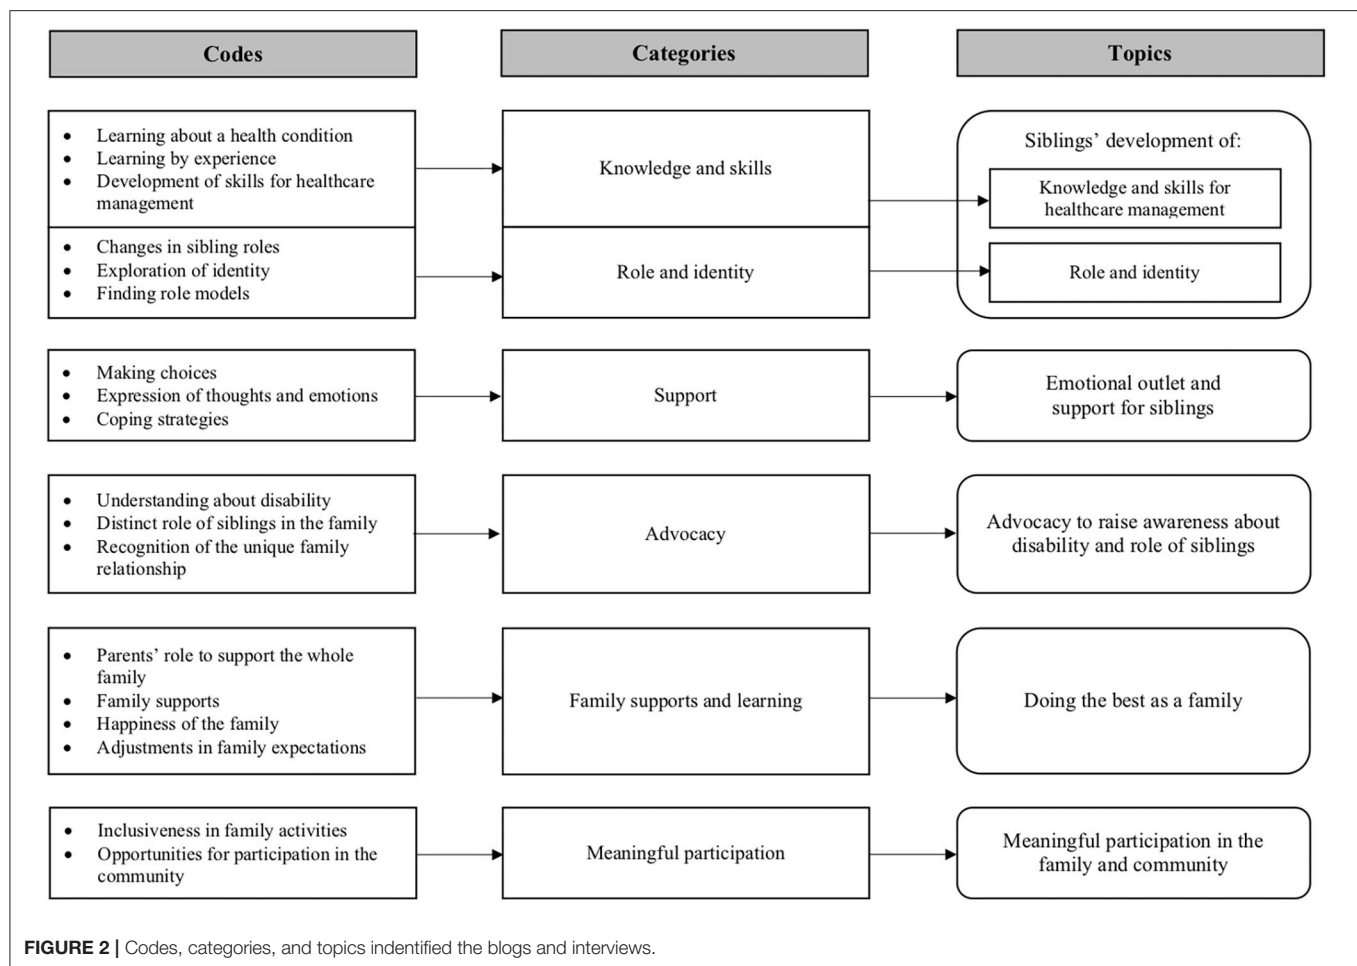 Codes
Categories
Topics
• Learning about a health condition
• Learning by experience
• Development of skills for healthcare
management
Knowledge and skills
Siblings’ development of:
Knowledge and skills for
healthcare management
• Changes in sibling roles
• Exploration of identity
• Finding role models
Role and identity
Role and identity
• Making choices
• Expression of thoughts and emotions
• Coping strategies
Support
Emotional outlet and
support for siblings
• Understanding about disability
• Distinct role of siblings in the family
• Recognition of the unique family
relationship
Advocacy
Advocacy to raise awareness about
disability and role of siblings
• Parents’ role to support the whole
family
• Family supports
• Happiness of the family
• Adjustments in family expectations
Family supports and learning
Doing the best as a family
• Inclusiveness in family activities
• Opportunities for participation in the
community
Meaningful participation
Meaningful participation in the
family and community
FIGURE 2 | Codes, categories, and topics indentified the blogs and interviews.